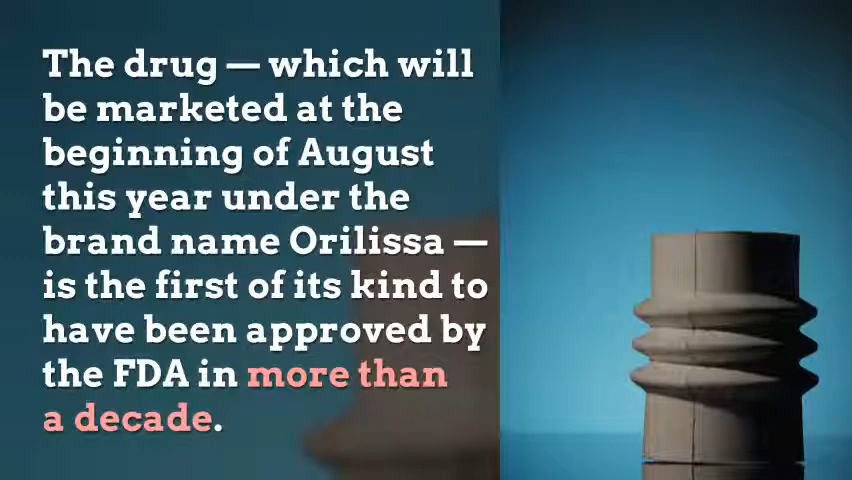 The drug — which will
be marketed at the
beginning of August
this year under the
brand name Orilissa —
is the first of its kind to
have been approved by
the FDA in more than
a decade.